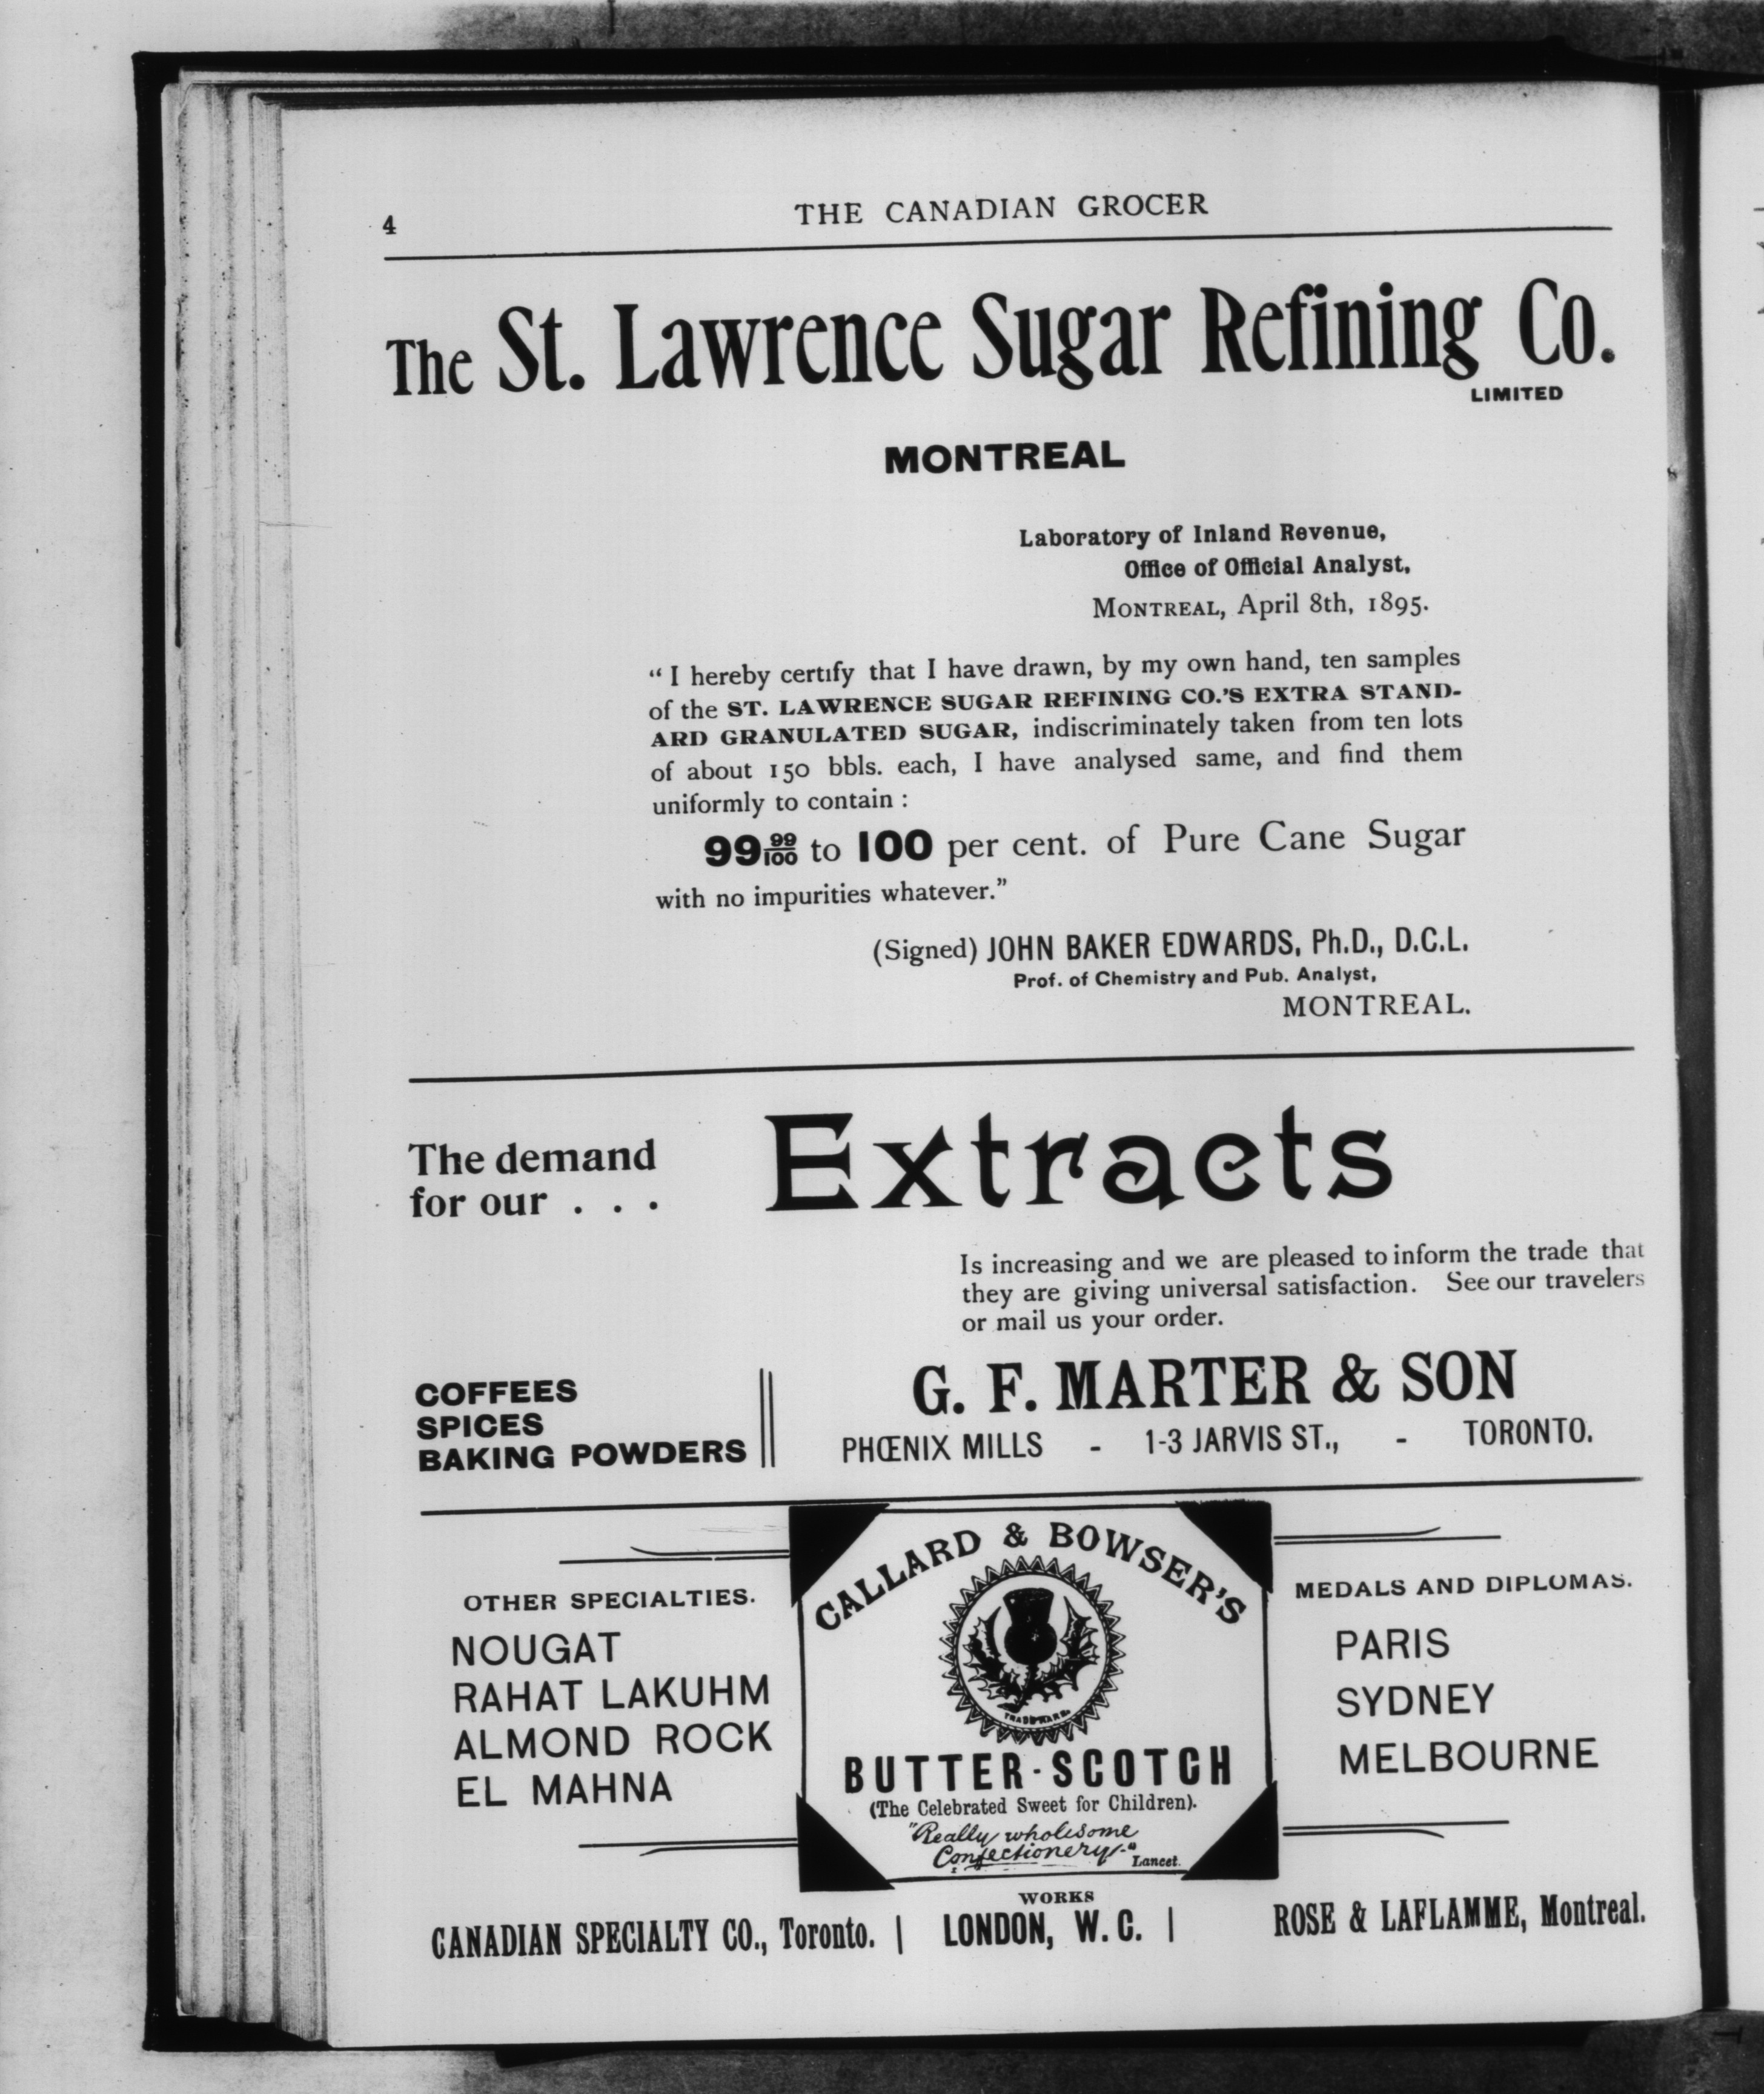 4
THE CANADIAN GROCER
The St. Lawrence Sugar Refining Co.
LIMITED
MONTREAL
Laboratory of Inland Revenue,
Office of Official Analyst,
MONTREAL, April 8th, 1895.
“ I hereby certify that I have drawn, by my own hand, ten samples
of the ST. LAWRENCE SUGAR REFINING CO.'S EXTRA STAND-
ARD GRANULATED SUGAR, indiscriminately taken from ten lots
of about 150 bbls. each, I have analysed same, and find them
uniformly to contain :
99 99/100 to 100 per cent. of Pure Cane Sugar
with no impurities whatever.”
(Signed) JOHN BAKER EDWARDS, Ph.D., D.C.L.
Prof. of Chemistry and Pub. Analyst,
MONTREAL.
The demand
for our . . .
Extracts
Is increasing and we are pleased to inform the trade that
they are giving universal satisfaction. See our travelers
or mail us your order.
COFFEES
SPICES
BAKING POWDERS
G. F. MARTER & SON
PHŒNIX MILLS - 1-3 JARVIS ST., - TORONTO.
OTHER SPECIALTIES.
NOUGAT
RAHAT LAKUHM
ALMOND ROCK
EL MAHNA
CALLARD & BOWSER'S
TRADE MARK
BUTTER-SCOTCH
(The Celebrated Sweet for Children).
"Really wholesome
Confectionery."
Lancet.
MEDALS AND DIPLOMAS.
PARIS
SYDNEY
MELBOURNE
WORKS
CANADIAN SPECIALTY CO., Toronto. | LONDON, W. C. | ROSE & LAFLAMME, Montreal.